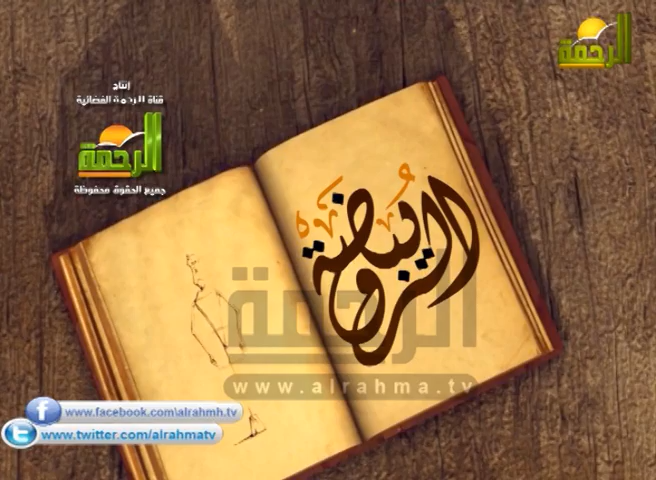 الرحمة
إنتاج
قناة الرحمة الفضائية
الرحمة
جميع الحقوق محفوظة
الرويبضة
الرحمة
www.alrahma.tv
www.facebook.com/alrahmh.tv
www.twitter.com/alrahmatv